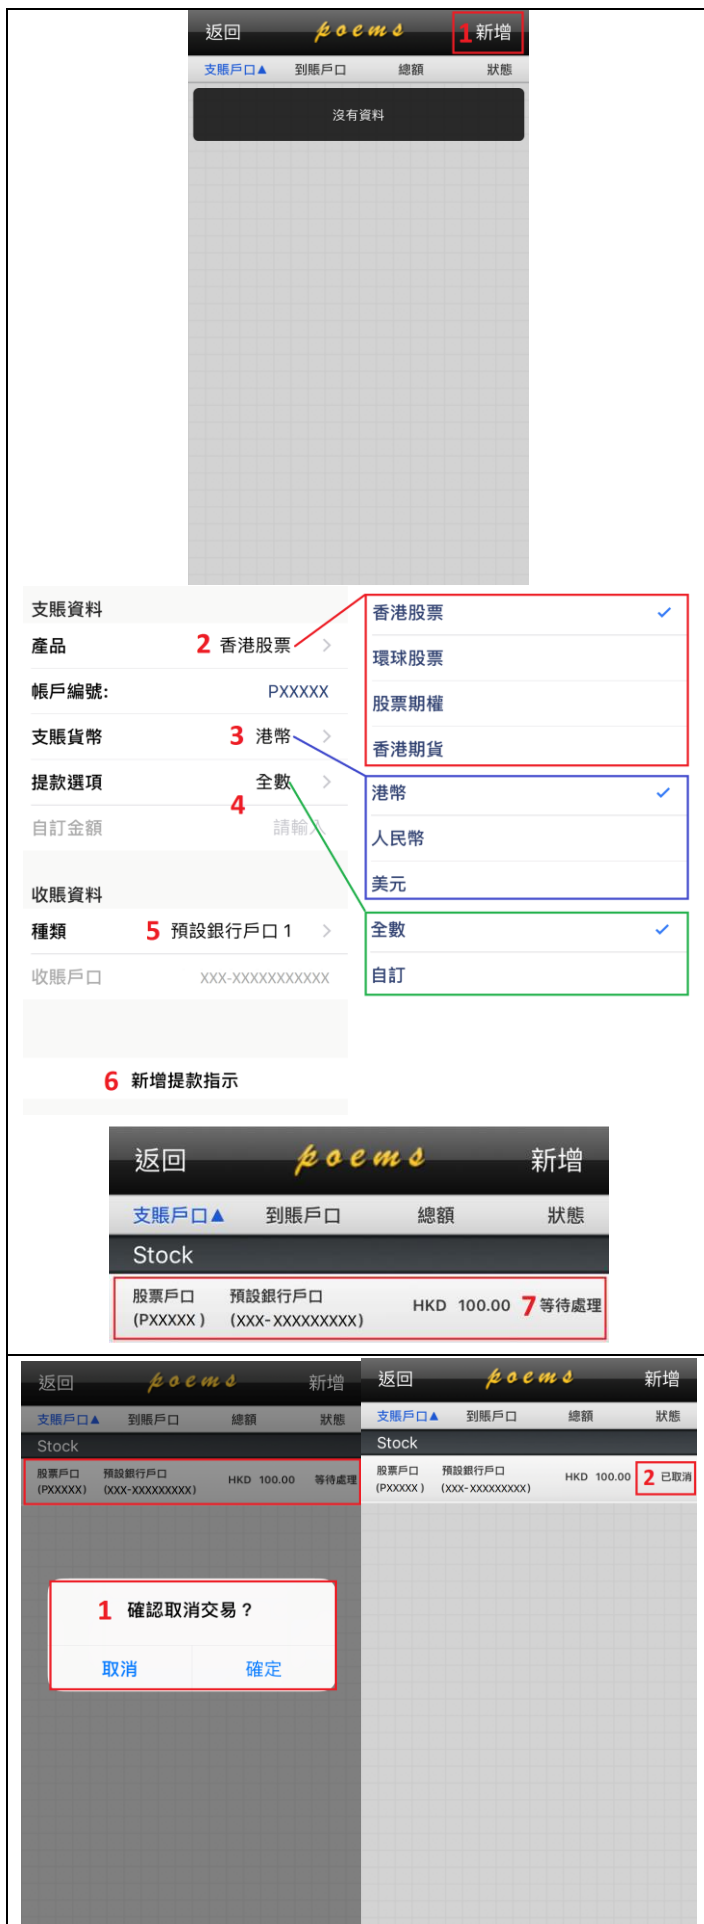 返回 poems 1 新增
支賬戶口▲ 到賬戶口 總額 狀態
沒有資料
支賬資料
產品 2 香港股票 >
帳戶編號: PXXXXX
支賬貨幣 3 港幣 >
提款選項 全數 >
4
自訂金額 請輸入
收賬資料
種類 5 預設銀行戶口 1 >
收賬戶口 XXX-XXXXXXXXXXX
6 新增提款指示
香港股票 ✓
環球股票
股票期權
香港期貨
港幣 ✓
人民幣
美元
全數 ✓
自訂
返回 poems 新增
支賬戶口▲ 到賬戶口 總額 狀態
Stock
股票戶口 預設銀行戶口 HKD 100.00 7 等待處理
(PXXXXX ) (XXX-XXXXXXXXX)
返回 poems 新增
支賬戶口▲ 到賬戶口 總額 狀態
Stock
股票戶口 預設銀行戶口 HKD 100.00 等待處理
(PXXXXX) (XXX-XXXXXXXXX)
1 確認取消交易？
取消 確定
返回 poems 新增
支賬戶口▲ 到賬戶口 總額 狀態
Stock
股票戶口 預設銀行戶口 HKD 100.00 2 已取消
(PXXXXX ) (XXX-XXXXXXXXX)